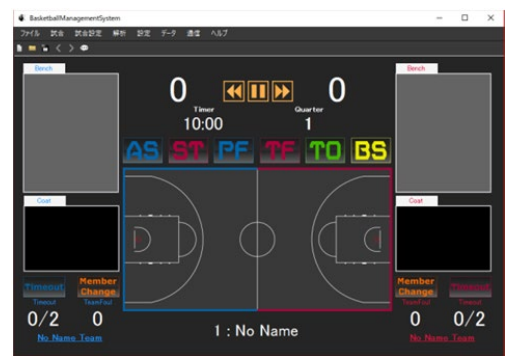 BasketballManagementSystem
ファイル 試合 試合設定 解析 設定 データ 通信 ヘルプ
Bench
Bench
0
0
Timer
Quarter
10:00
1
AS ST PF TF TO BS
Coat
Coat
Timeout
Member
Change
Member
Change
Timeout
Timeout
TeamFoul
TeamFoul
Timeout
0/2
0
0
0/2
No Name Team
1 : No Name
No Name Team